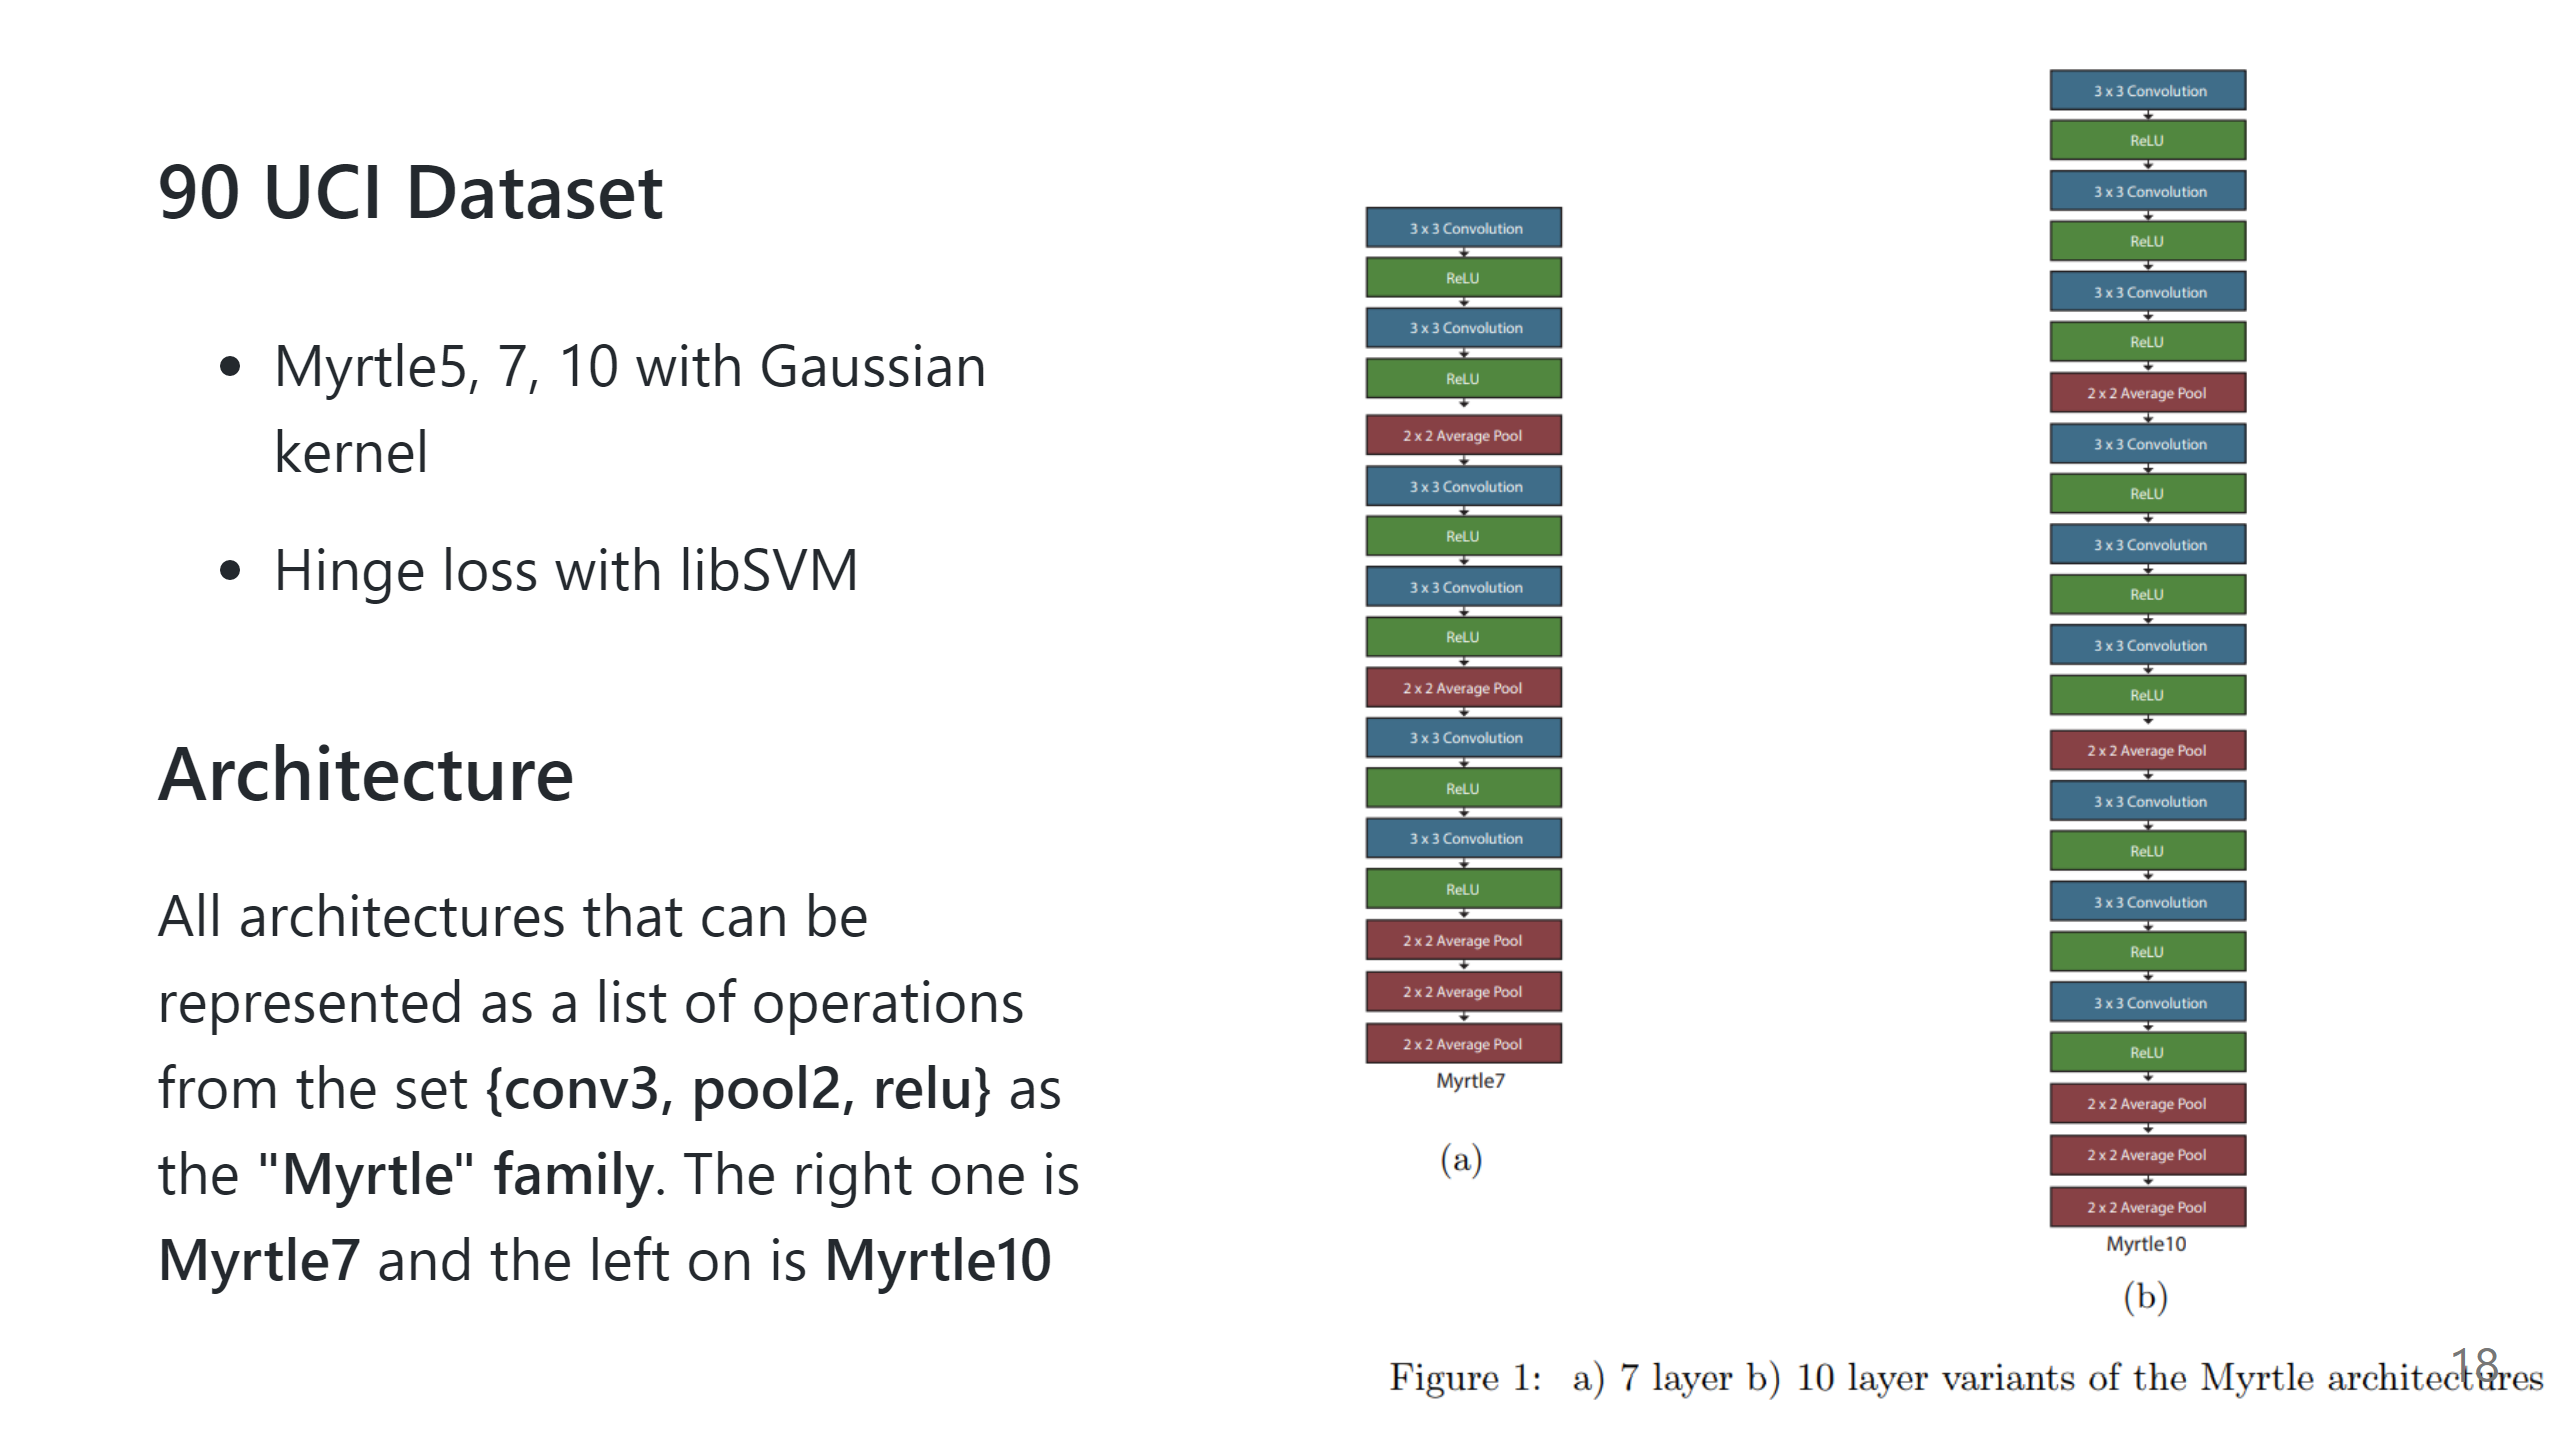 90 UCI Dataset
• Myrtle5, 7, 10 with Gaussian
kernel
• Hinge loss with libSVM
Architecture
All architectures that can be
represented as a list of operations
from the set {conv3, pool2, relu} as
the "Myrtle" family. The right one is
Myrtle7 and the left on is Myrtle10
3 x 3 Convolution
ReLU
3 x 3 Convolution
ReLU
2 x 2 Average Pool
3 x 3 Convolution
ReLU
3 x 3 Convolution
ReLU
2 x 2 Average Pool
3 x 3 Convolution
ReLU
3 x 3 Convolution
ReLU
2 x 2 Average Pool
2 x 2 Average Pool
2 x 2 Average Pool
Myrtle7
(a)
3 x 3 Convolution
ReLU
3 x 3 Convolution
ReLU
3 x 3 Convolution
ReLU
2 x 2 Average Pool
3 x 3 Convolution
ReLU
3 x 3 Convolution
ReLU
3 x 3 Convolution
ReLU
2 x 2 Average Pool
3 x 3 Convolution
ReLU
3 x 3 Convolution
ReLU
3 x 3 Convolution
ReLU
2 x 2 Average Pool
2 x 2 Average Pool
2 x 2 Average Pool
Myrtle10
(b)
Figure 1: a) 7 layer b) 10 layer variants of the Myrtle architectures
18